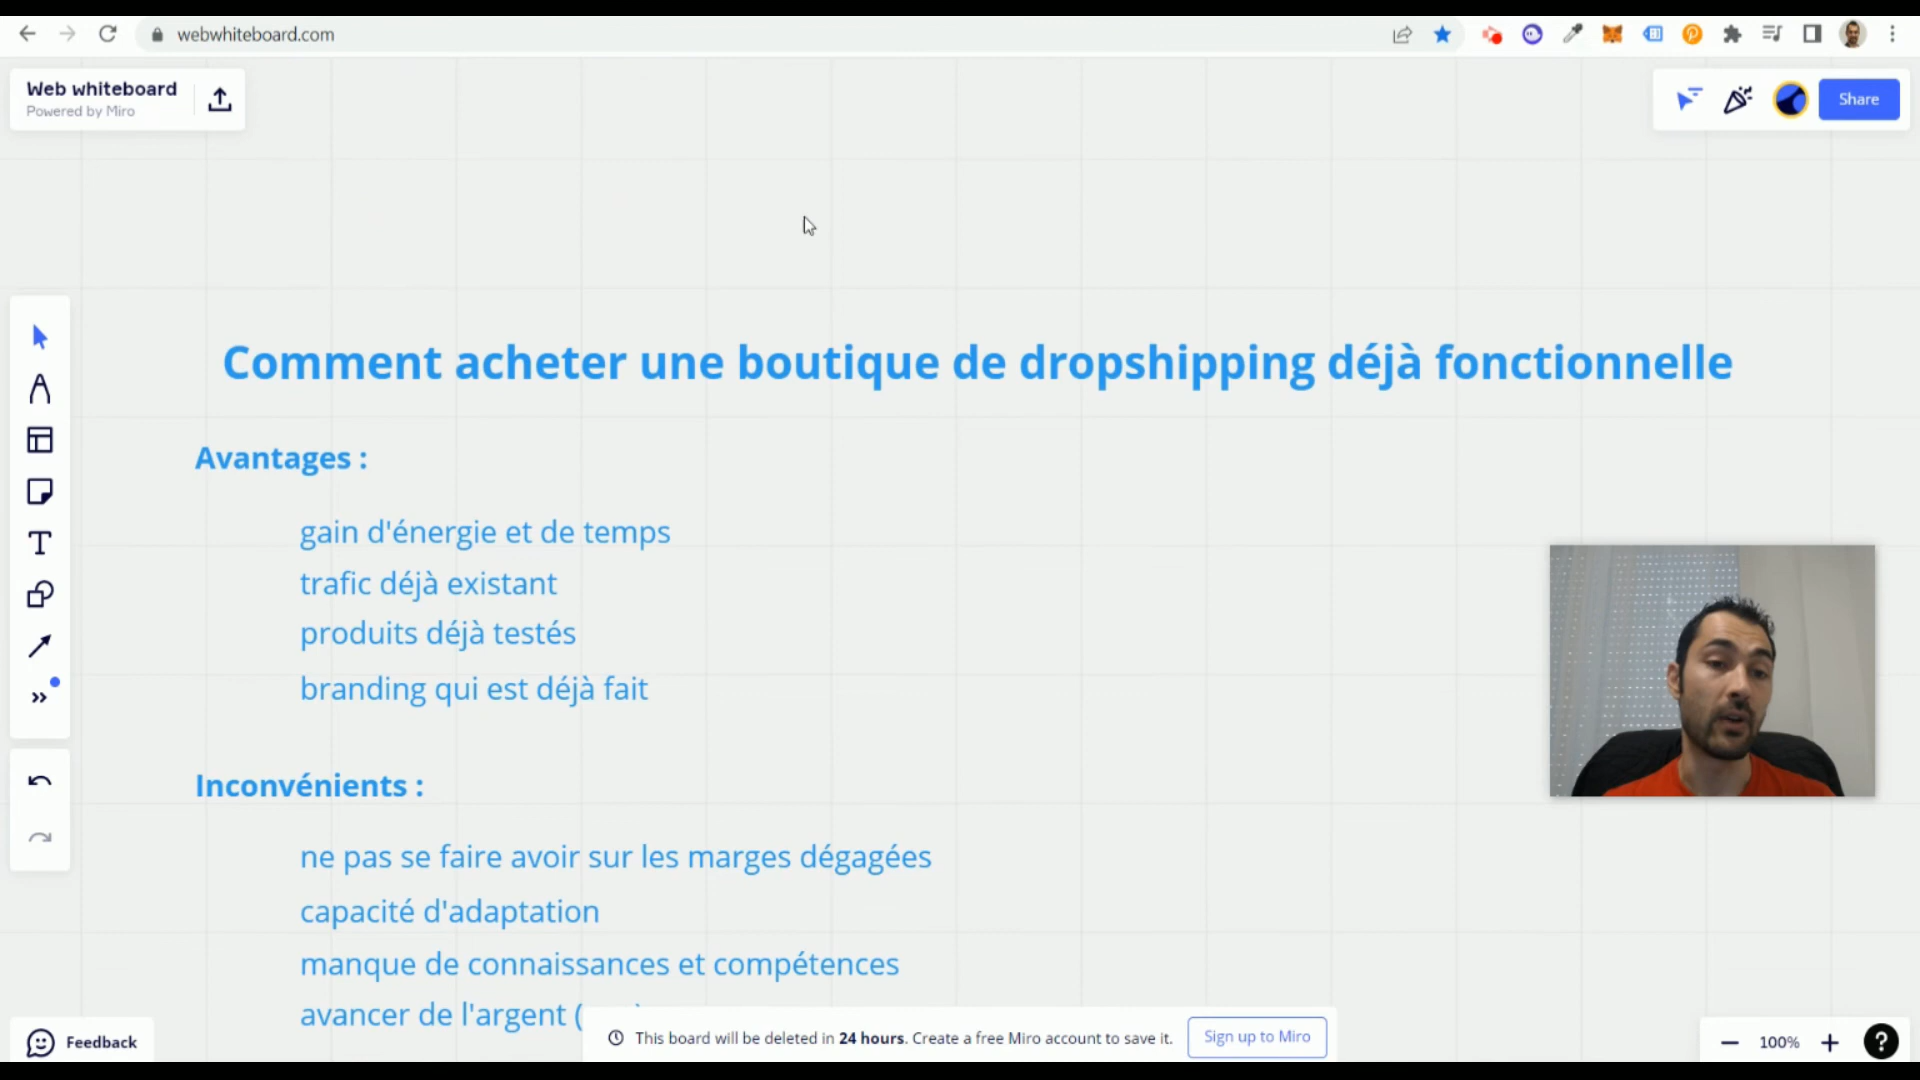 webwhiteboard.com
Web whiteboard
Powered by Miro
Share
Comment acheter une boutique de dropshipping déjà fonctionnelle
Avantages :
gain d'énergie et de temps
trafic déjà existant
produits déjà testés
branding qui est déjà fait
Inconvénients :
ne pas se faire avoir sur les marges dégagées
capacité d'adaptation
manque de connaissances et compétences
avancer de l'argent (
This board will be deleted in 24 hours. Create a free Miro account to save it.
Sign up to Miro
Feedback
100%